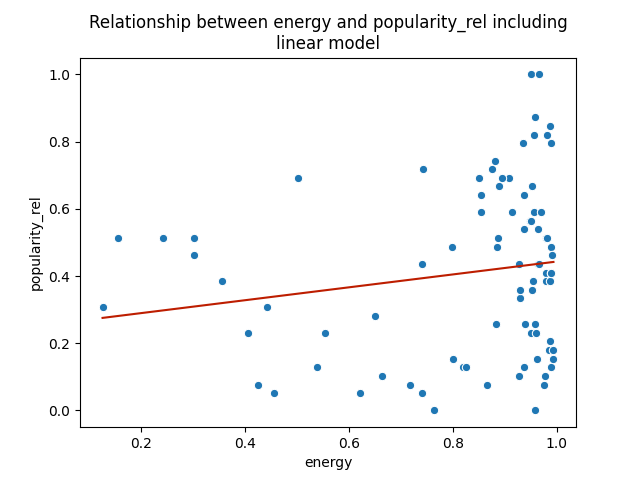 Relationship between energy and popularity_rel including
linear model
popularity_rel
1.0
0.8
0.6
0.4
0.2
0.0
0.2
0.4
0.6
0.8
1.0
energy